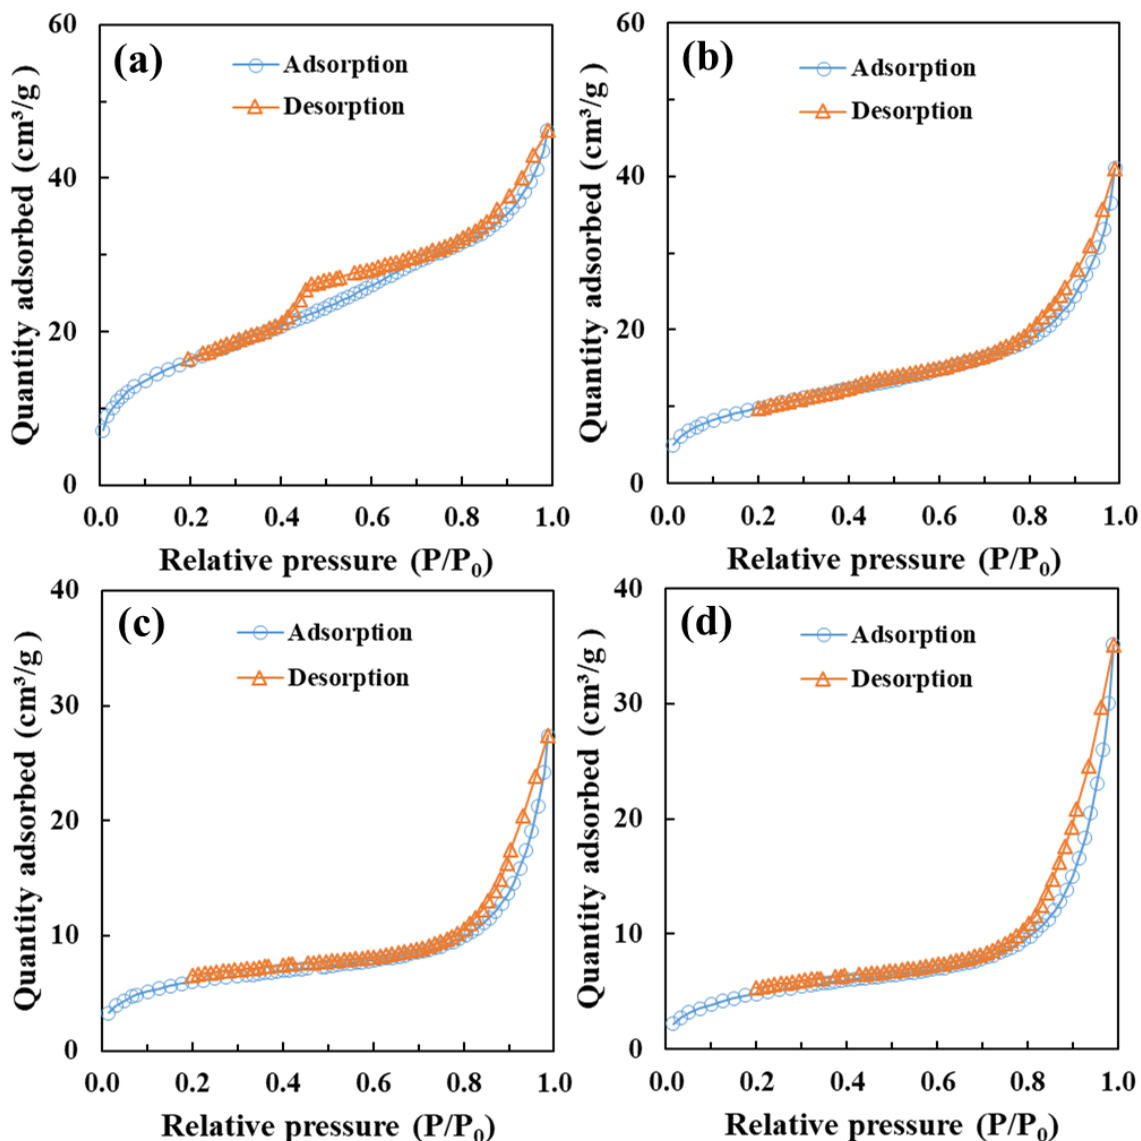 (a)
Adsorption
Desorption
Quantity adsorbed (cm³/g )
60
40
20
0
0.0 0.2 0.4 0.6 0.8 1.0
Relative pressure (P/P₀)
(b)
Adsorption
Desorption
Quantity adsorbed (cm³/g )
60
40
20
0
0.0 0.2 0.4 0.6 0.8 1.0
Relative pressure (P/P₀)
(c)
Adsorption
Desorption
Quantity adsorbed (cm³/g )
40
30
20
10
0
0.0 0.2 0.4 0.6 0.8 1.0
Relative pressure (P/P₀)
(d)
Adsorption
Desorption
Quantity adsorbed (cm³/g )
40
30
20
10
0
0.0 0.2 0.4 0.6 0.8 1.0
Relative pressure (P/P₀)